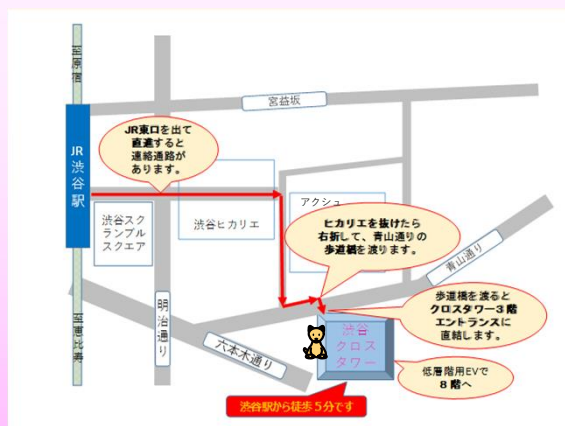 至原宿
JR渋谷駅
至恵比寿
宮益坂
JR東口を出て
直進すると
連絡通路が
あります。
渋谷スク
ランブル
スクエア
渋谷ヒカリエ
アクシュ
ヒカリエを抜けたら
右折して、青山通りの
歩道橋を渡ります。
青山通り
明治通り
六本木通り
歩道橋を渡ると
クロスタワー3階
エントランスに
直結します。
渋谷
クロス
タワー
低層階用EVで
8階へ
渋谷駅から徒歩5分です